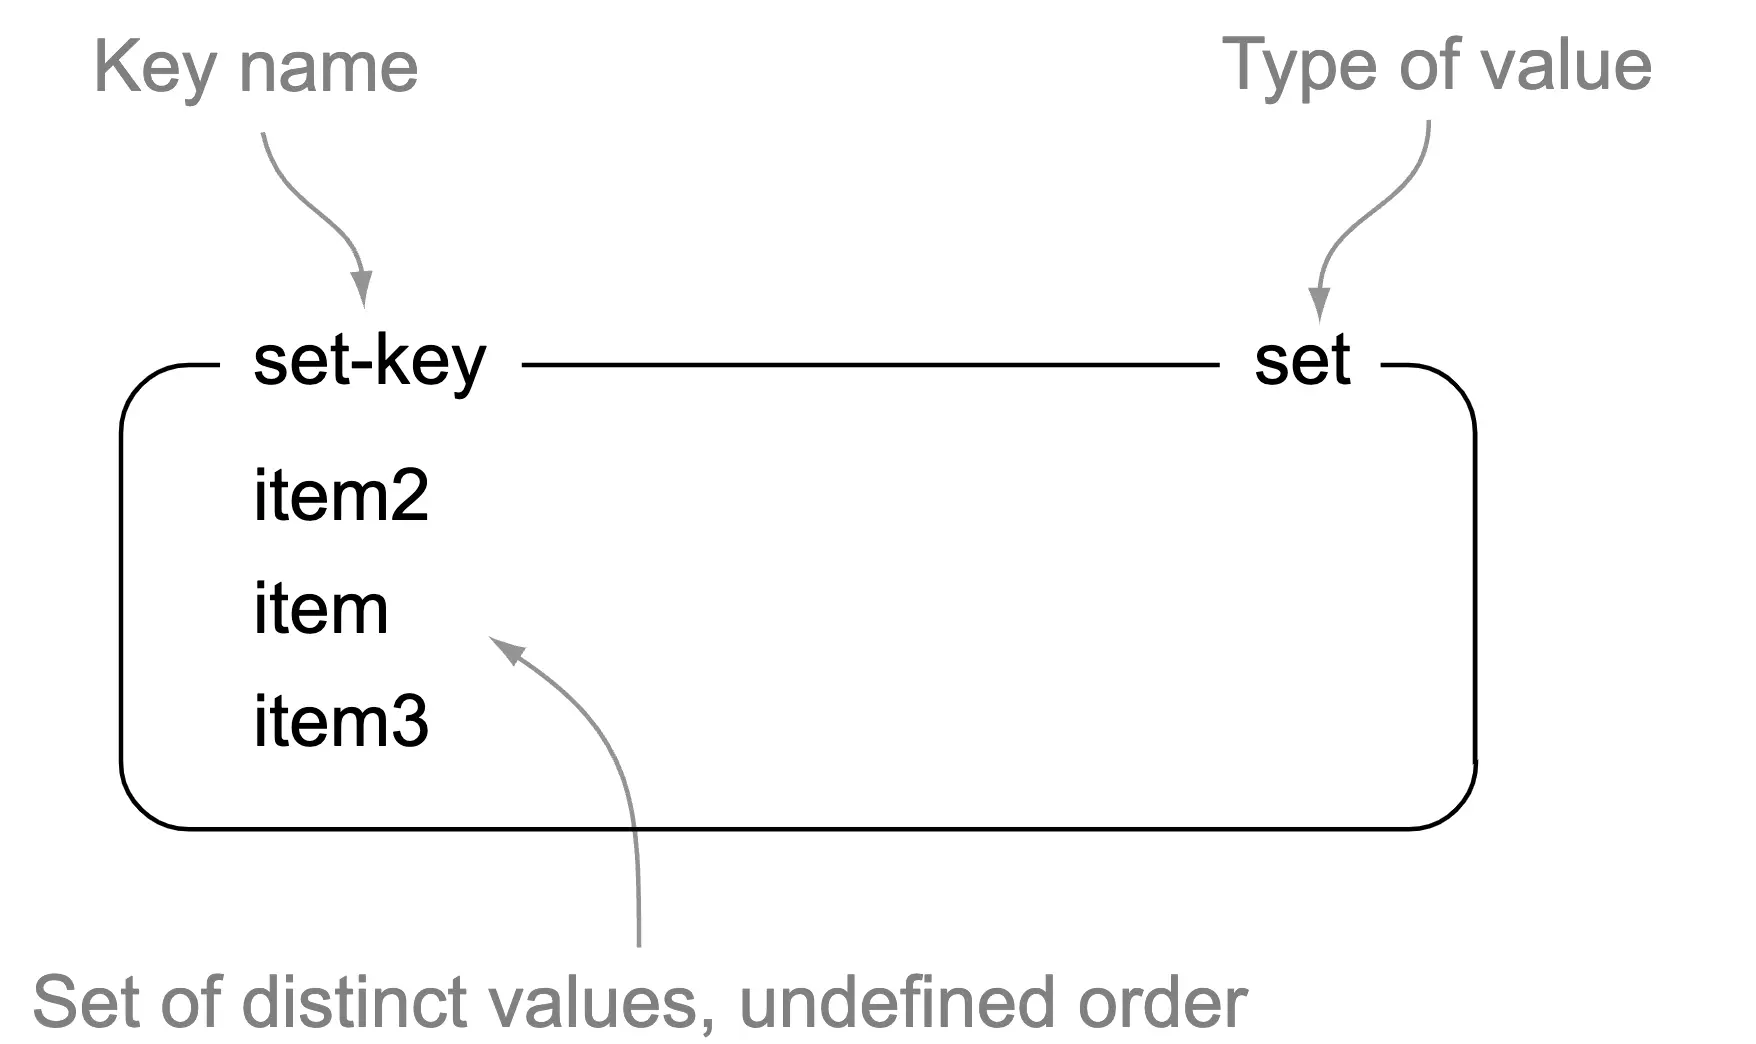 Key name
Type of value
set-key
set
item2
item
item3
Set of distinct values, undefined order